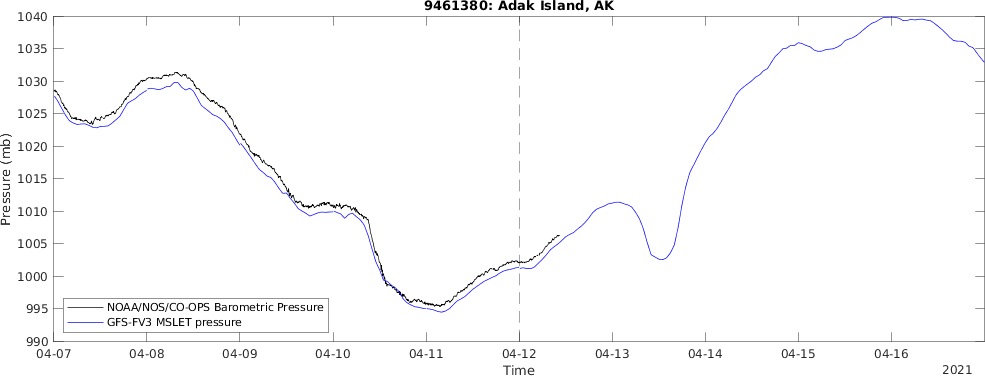 9461380: Adak Island, AK
1040
1035
1030
1025
1020
1015
1010
1005
1000
995
990
Pressure (mb)
NOAA/NOS/CO-OPS Barometric Pressure
GFS-FV3 MSLET pressure
04-07 04-08 04-09 04-10 04-11 04-12 04-13 04-14 04-15 04-16
Time
2021